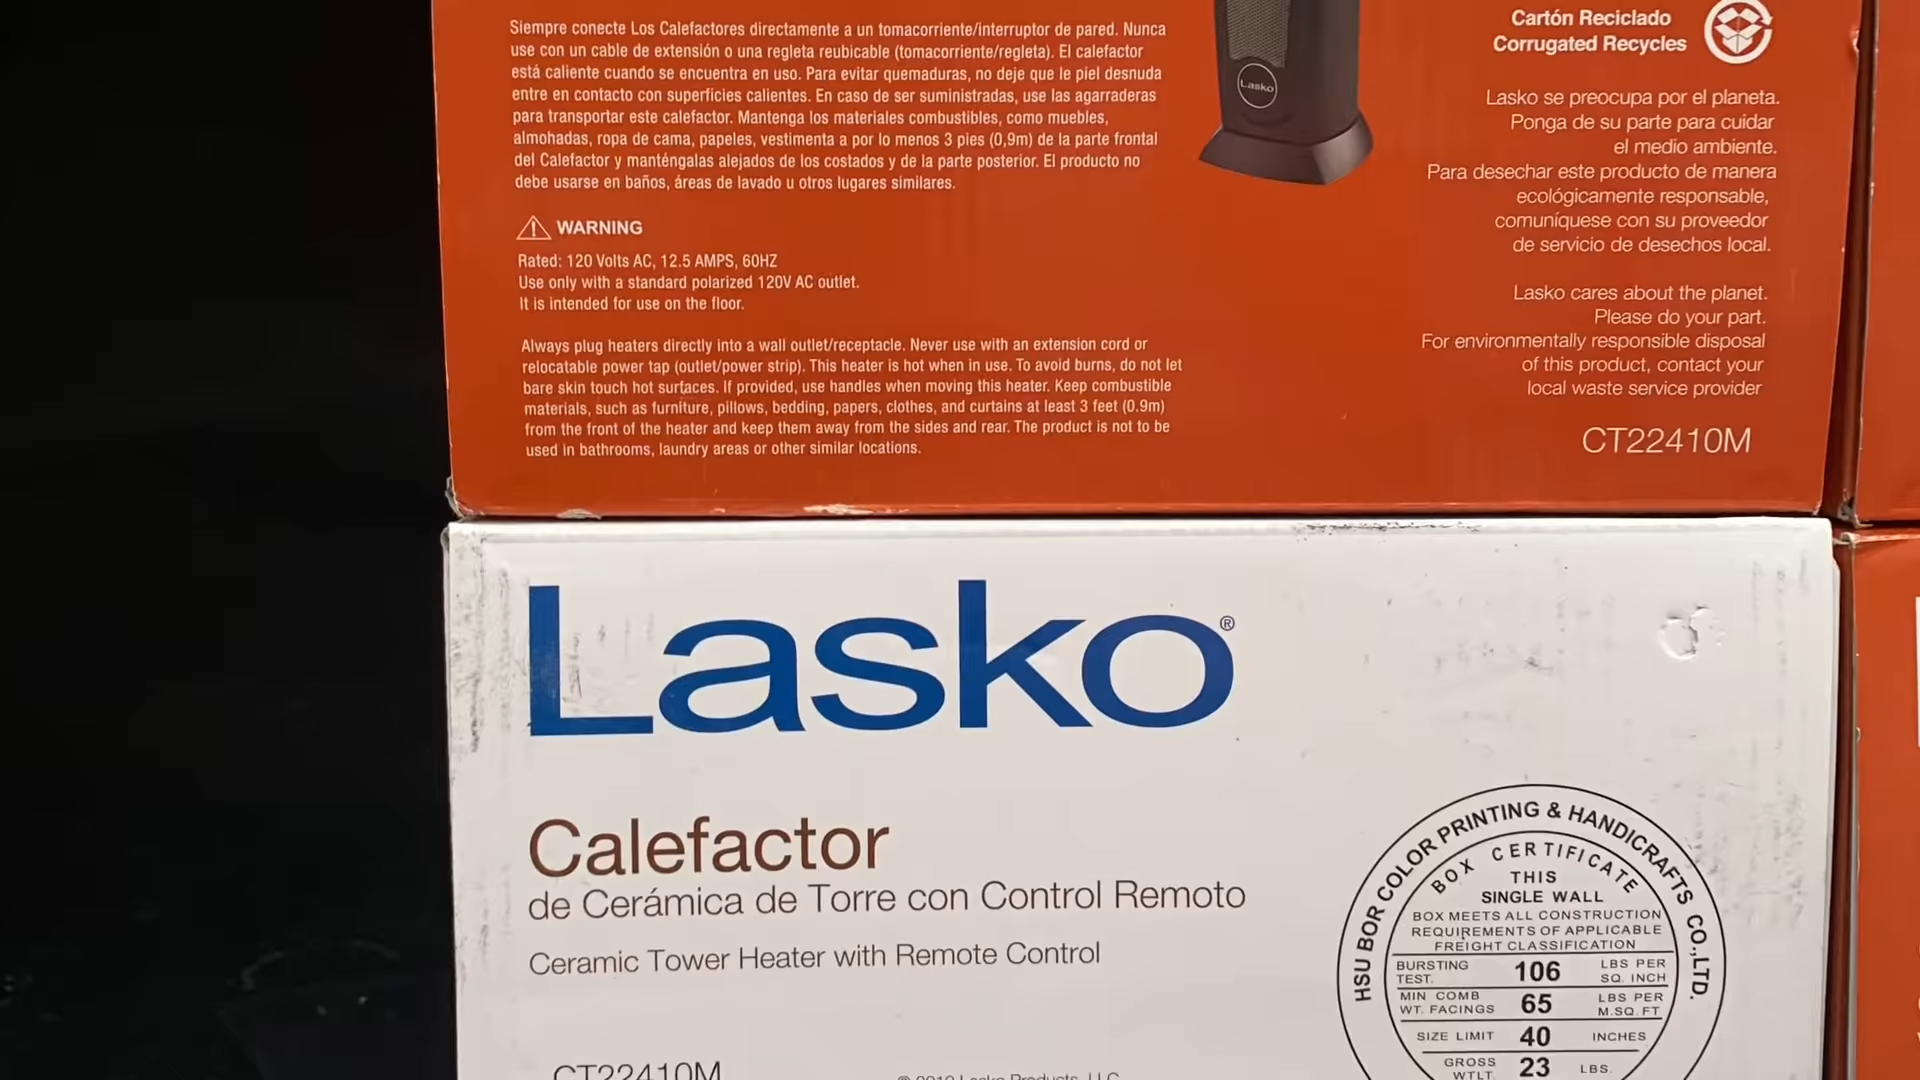 Siempre conecte Los Calefactores directamente a un tomacorriente/interruptor de pared. Nunca
use con un cable de extensión o una regleta reubicable (tomacorriente/regleta). El calefactor
está caliente cuando se encuentra en uso. Para evitar quemaduras, no deje que le piel desnuda
entre en contacto con superficies calientes. En caso de ser suministradas, use las agarraderas
para transportar este calefactor. Mantenga los materiales combustibles, como muebles,
almohadas, ropa de cama, papeles, vestimenta a por lo menos 3 pies (0,9m) de la parte frontal
del Calefactor y manténgalas alejados de los costados y de la parte posterior. El producto no
debe usarse en baños, áreas de lavado u otros lugares similares.
WARNING
Rated: 120 Volts AC, 12.5 AMPS, 60HZ
Use only with a standard polarized 120V AC outlet.
It is intended for use on the floor.
Always plug heaters directly into a wall outlet/receptacle. Never use with an extension cord or
relocatable power tap (outlet/power strip). This heater is hot when in use. To avoid burns, do not let
bare skin touch hot surfaces. If provided, use handles when moving this heater. Keep combustible
materials, such as furniture, pillows, bedding, papers, clothes, and curtains at least 3 feet (0.9m)
from the front of the heater and keep them away from the sides and rear. The product is not to be
used in bathrooms, laundry areas or other similar locations.
Lasko
Cartón Reciclado
Corrugated Recycles
Lasko se preocupa por el planeta.
Ponga de su parte para cuidar
el medio ambiente.
Para desechar este producto de manera
ecológicamente responsable,
comuníquese con su proveedor
de servicio de desechos local.
Lasko cares about the planet.
Please do your part.
For environmentally responsible disposal
of this product, contact your
local waste service provider
CT22410M
Lasko®
Calefactor
de Cerámica de Torre con Control Remoto
Ceramic Tower Heater with Remote Control
CT22410M
Lasko Products, LLC
HSU BOR COLOR PRINTING & HANDICRAFTS CO.,LTD.
BOX CERTIFICATE
THIS
SINGLE WALL
BOX MEETS ALL CONSTRUCTION
REQUIREMENTS OF APPLICABLE
FREIGHT CLASSIFICATION
BURSTING TEST. 106 LBS PER SQ. INCH
MIN COMB WT. FACINGS 65 LBS PER M.SQ.FT
SIZE LIMIT 40 INCHES
GROSS WTLT. 23 LBS.